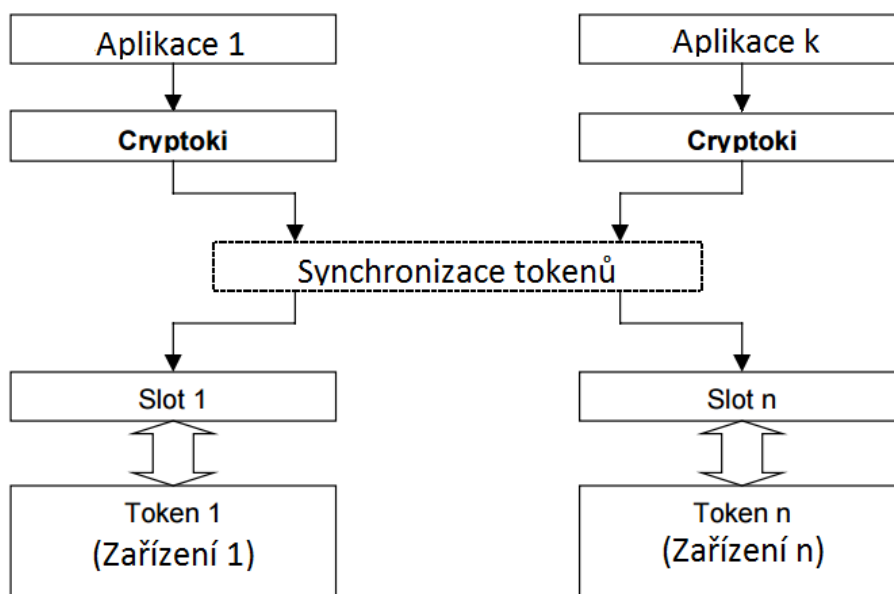 Aplikace 1
Aplikace k
Cryptoki
Cryptoki
Synchronizace tokenů
Slot 1
Slot n
Token 1
(Zařízení 1)
Token n
(Zařízení n)